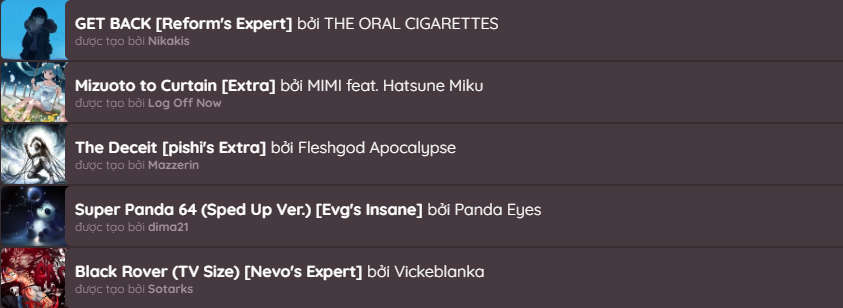 GET BACK [Reform's Expert] bởi THE ORAL CIGARETTES
được tạo bởi Nikakis
Mizuoto to Curtain [Extra] bởi MIMI feat. Hatsune Miku
được tạo bởi Log Off Now
The Deceit [pishi's Extra] bởi Fleshgod Apocalypse
được tạo bởi Mazzerin
Super Panda 64 (Sped Up Ver.) [Evg's Insane] bởi Panda Eyes
được tạo bởi dima21
Black Rover (TV Size) [Nevo's Expert] bởi Vickeblanka
được tạo bởi Sotarks